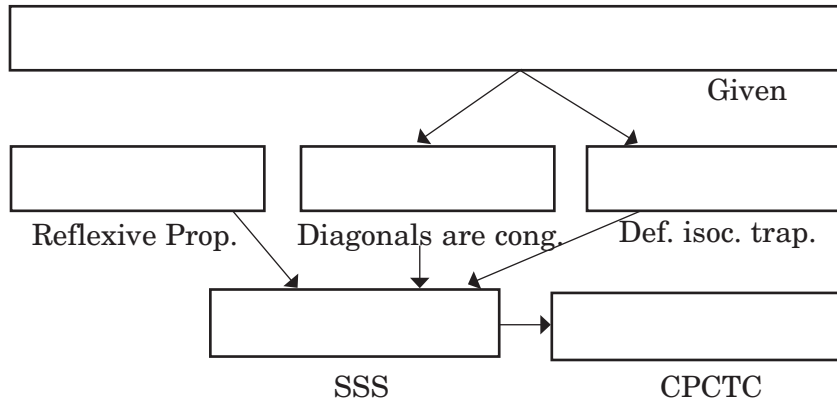 Given
Reflexive Prop.
Diagonals are cong.
Def. isoc. trap.
SSS
CPCTC